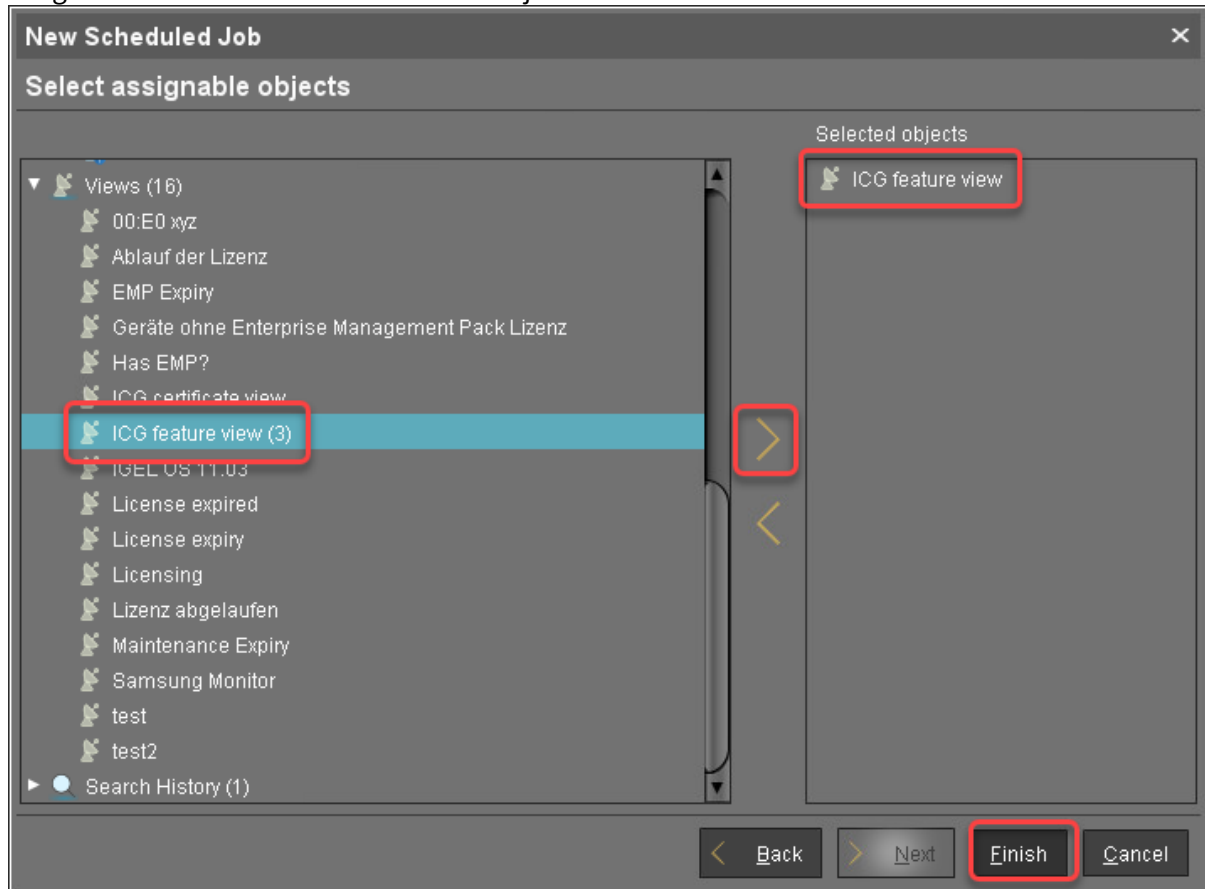 New Scheduled Job
Select assignable objects
Selected objects
Views (16)
00:E0 xyz
Ablauf der Lizenz
EMP Expiry
Geräte ohne Enterprise Management Pack Lizenz
Has EMP?
ICG certificate view
ICG feature view (3)
IGEL OS 11.03
License expired
License expiry
Licensing
Lizenz abgelaufen
Maintenance Expiry
Samsung Monitor
test
test2
Search History (1)
ICG feature view
Back
Next
Finish
Cancel